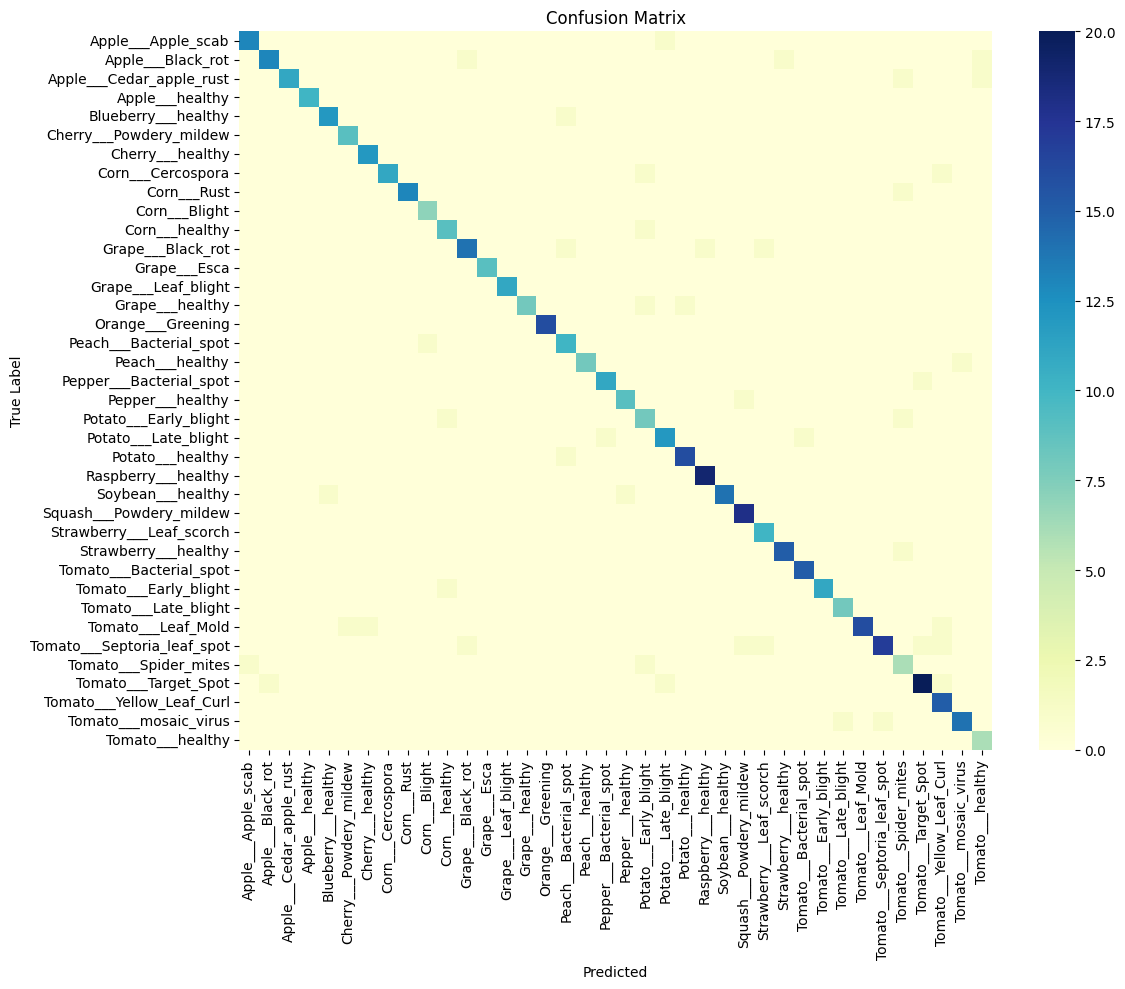 Confusion Matrix
True Label
Apple___Apple_scab
Apple___Black_rot
Apple___Cedar_apple_rust
Apple___healthy
Blueberry___healthy
Cherry___Powdery_mildew
Cherry___healthy
Corn___Cercospora
Corn___Rust
Corn___Blight
Corn___healthy
Grape___Black_rot
Grape___Esca
Grape___Leaf_blight
Grape___healthy
Orange___Greening
Peach___Bacterial_spot
Peach___healthy
Pepper___Bacterial_spot
Pepper___healthy
Potato___Early_blight
Potato___Late_blight
Potato___healthy
Raspberry___healthy
Soybean___healthy
Squash___Powdery_mildew
Strawberry___Leaf_scorch
Strawberry___healthy
Tomato___Bacterial_spot
Tomato___Early_blight
Tomato___Late_blight
Tomato___Leaf_Mold
Tomato___Septoria_leaf_spot
Tomato___Spider_mites
Tomato___Target_Spot
Tomato___Yellow_Leaf_Curl
Tomato___mosaic_virus
Tomato___healthy
Apple___Apple_scab
Apple___Black_rot
Apple___Cedar_apple_rust
Apple___healthy
Blueberry___healthy
Cherry___Powdery_mildew
Cherry___healthy
Corn___Cercospora
Corn___Rust
Corn___Blight
Corn___healthy
Grape___Black_rot
Grape___Esca
Grape___Leaf_blight
Grape___healthy
Orange___Greening
Peach___Bacterial_spot
Peach___healthy
Pepper___Bacterial_spot
Pepper___healthy
Potato___Early_blight
Potato___Late_blight
Potato___healthy
Raspberry___healthy
Soybean___healthy
Squash___Powdery_mildew
Strawberry___Leaf_scorch
Strawberry___healthy
Tomato___Bacterial_spot
Tomato___Early_blight
Tomato___Late_blight
Tomato___Leaf_Mold
Tomato___Septoria_leaf_spot
Tomato___Spider_mites
Tomato___Target_Spot
Tomato___Yellow_Leaf_Curl
Tomato___mosaic_virus
Tomato___healthy
Predicted
20.0
17.5
15.0
12.5
10.0
7.5
5.0
2.5
0.0